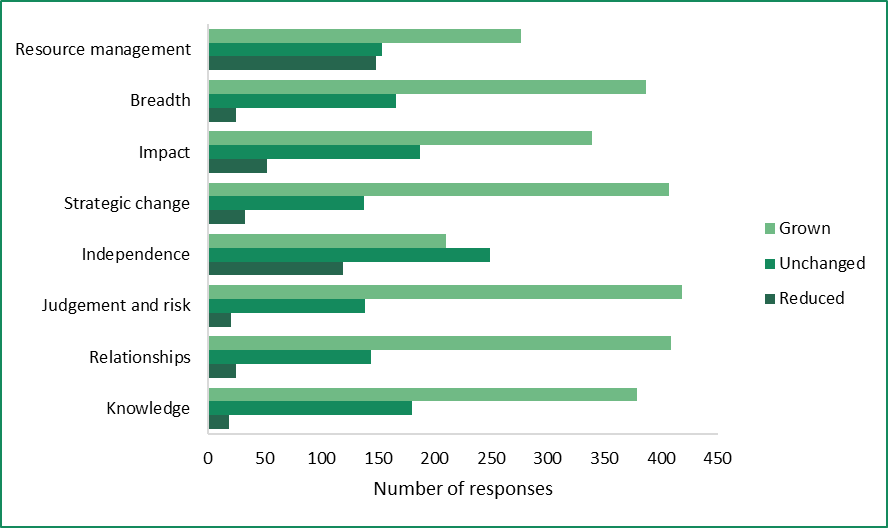 Resource management
Breadth
Impact
Strategic change
Independence
Judgement and risk
Relationships
Knowledge
Grown
Unchanged
Reduced
0 50 100 150 200 250 300 350 400 450
Number of responses